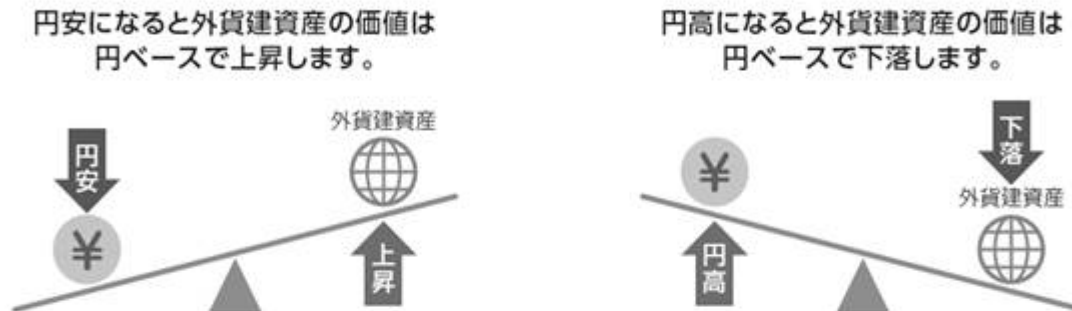 円安になると外貨建資産の価値は
円ベースで上昇します。
円安
¥
外貨建資産
上昇
円高になると外貨建資産の価値は
円ベースで下落します。
¥
円高
下落
外貨建資産